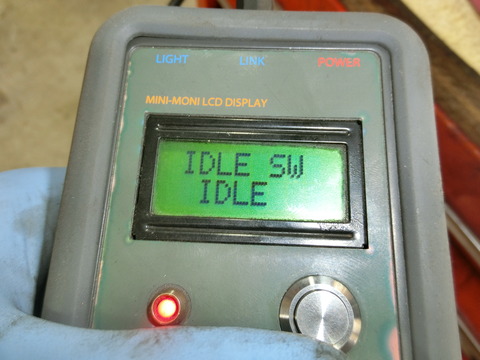 LIGHT LINK POWER
MINI-MONI LCD DISPLAY
IDLE SW
IDLE